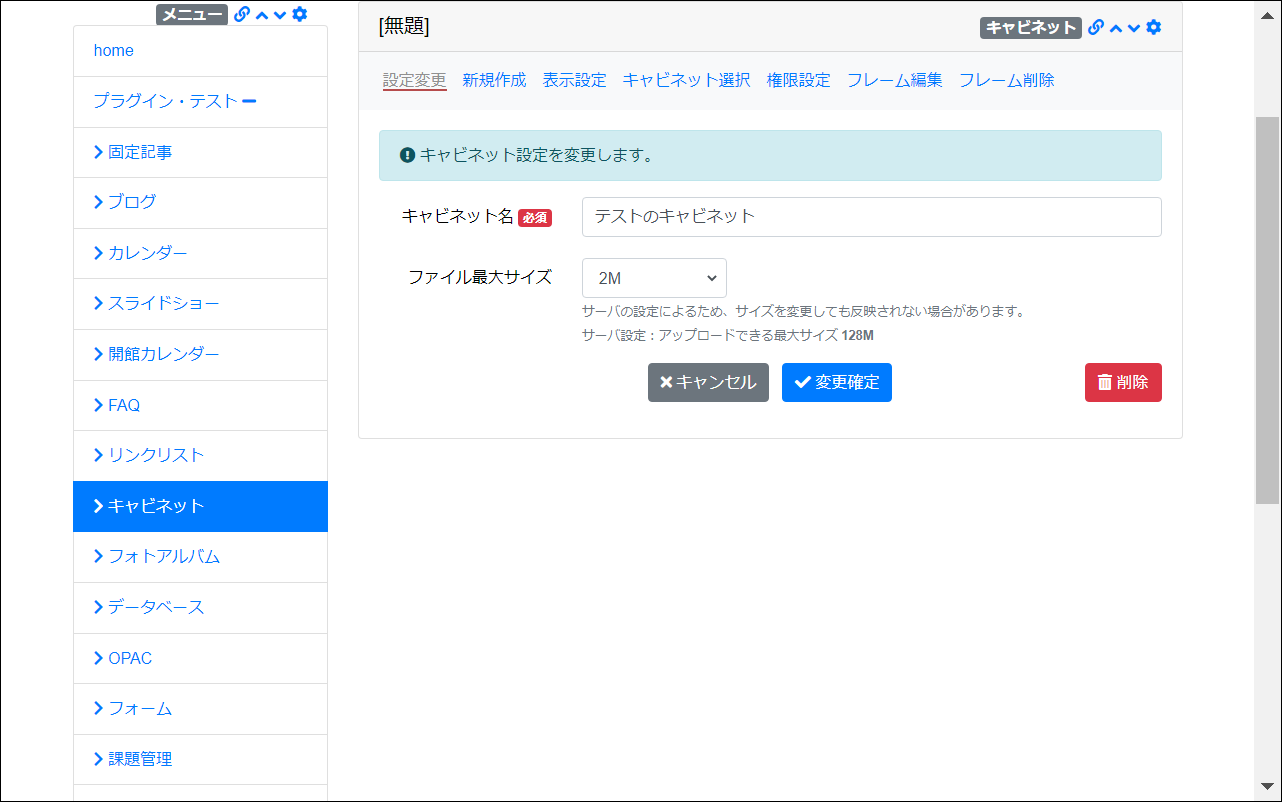 メニュー
home
プラグイン・テスト
固定記事
ブログ
カレンダー
スライドショー
開館カレンダー
FAQ
リンクリスト
キャビネット
フォトアルバム
データベース
OPAC
フォーム
課題管理
[無題]
キャビネット
設定変更 新規作成 表示設定 キャビネット選択 権限設定 フレーム編集 フレーム削除
キャビネット設定を変更します。
キャビネット名 必須 テストのキャビネット
ファイル最大サイズ 2M
サーバの設定によるため、サイズを変更しても反映されない場合があります。
サーバ設定：アップロードできる最大サイズ 128M
キャンセル 変更確定 削除